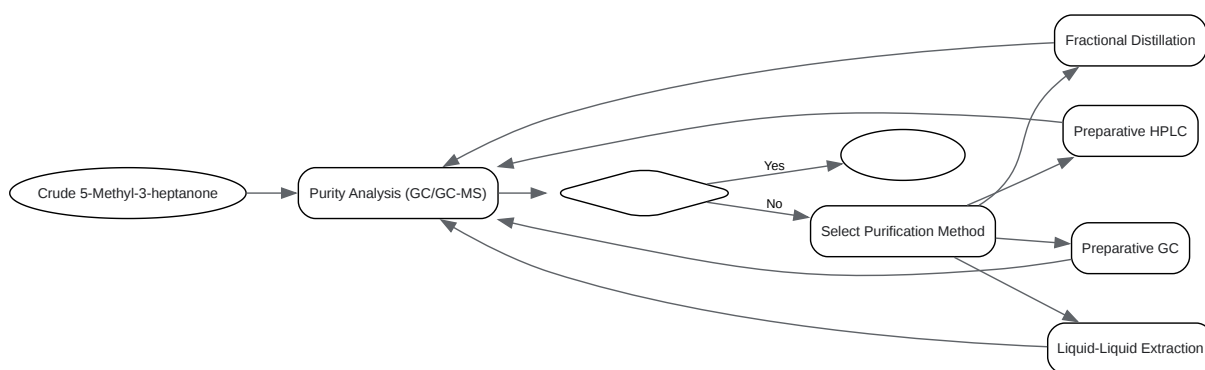 Fractional Distillation
Preparative HPLC
Yes
Crude 5-Methyl-3-heptanone
Purity Analysis (GC/GC-MS)
No
Select Purification Method
Preparative GC
Liquid-Liquid Extraction